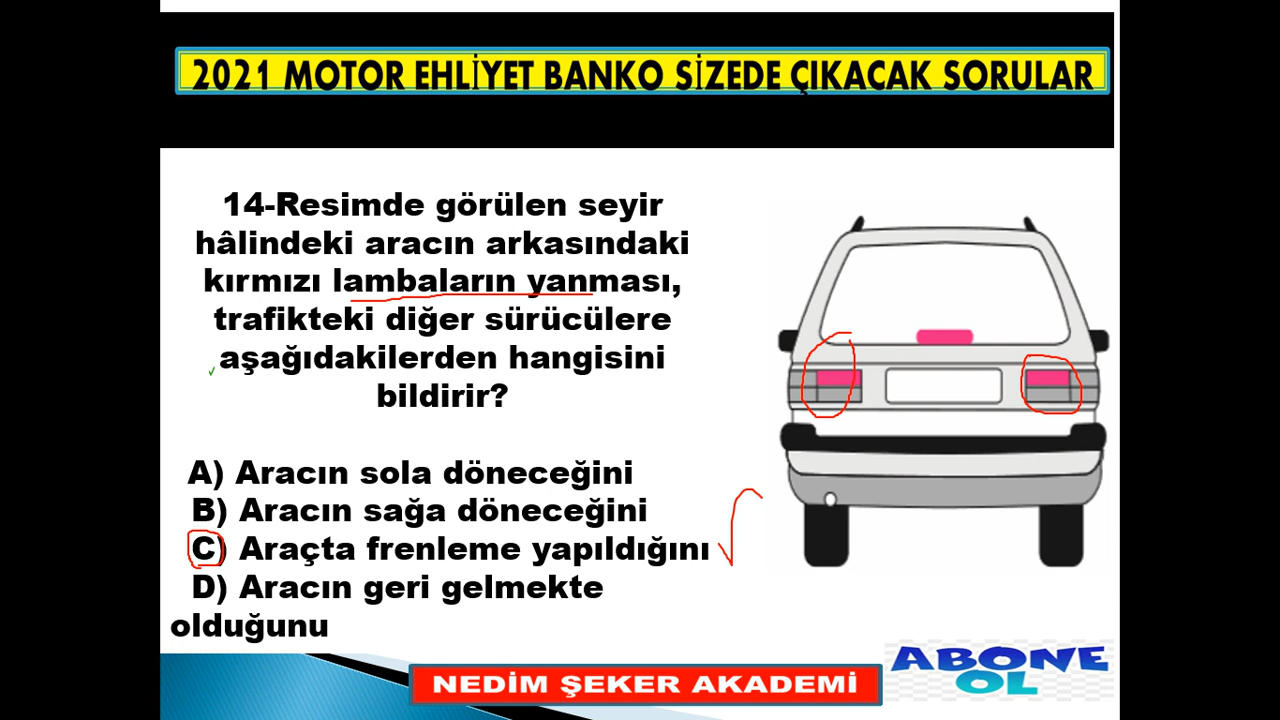 2021 MOTOR EHLİYET BANKO SİZEDE ÇIKACAK SORULAR
14-Resimde görülen seyir
hâlindeki aracın arkasındaki
kırmızı lambaların yanması,
trafikteki diğer sürücülere
aşağıdakilerden hangisini
bildirir?
A) Aracın sola döneceğini
B) Aracın sağa döneceğini
C) Araçta frenleme yapıldığını
D) Aracın geri gelmekte
olduğunu
NEDİM ŞEKER AKADEMİ
ABONE
OL